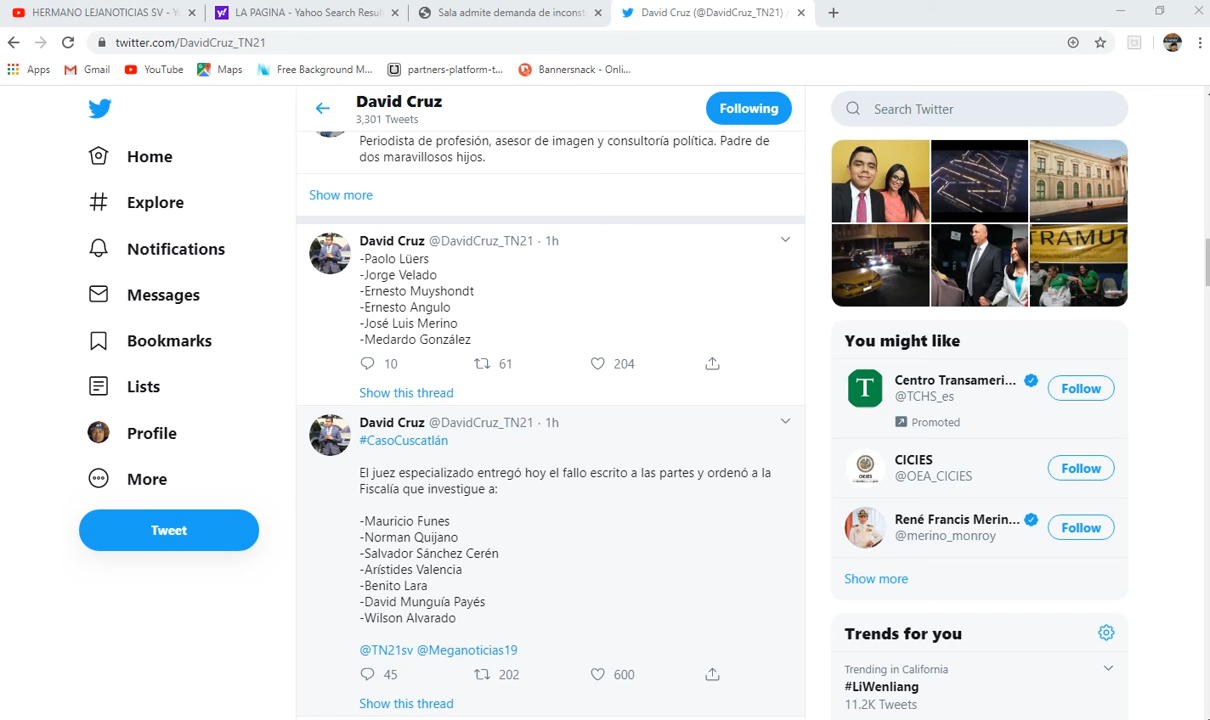 HERMANO LEJANOTICIAS SV - Y
LA PAGINA - Yahoo Search Resul
Sala admite demanda de inconst
David Cruz (@DavidCruz_TN21) /
twitter.com/DavidCruz_TN21
Apps
Gmail
YouTube
Maps
Free Background M...
partners-platform-t...
Bannersnack - Onli...
Home
Explore
Notifications
Messages
Bookmarks
Lists
Profile
More
Tweet
David Cruz
3,301 Tweets
Following
Periodista de profesión, asesor de imagen y consultoría política. Padre de
dos maravillosos hijos.
Show more
David Cruz @DavidCruz_TN21 · 1h
-Paolo Lüers
-Jorge Velado
-Ernesto Muyshondt
-Ernesto Angulo
-José Luis Merino
-Medardo González
10 61 204
Show this thread
David Cruz @DavidCruz_TN21 · 1h
#CasoCuscatlán
El juez especializado entregó hoy el fallo escrito a las partes y ordenó a la
Fiscalía que investigue a:
-Mauricio Funes
-Norman Quijano
-Salvador Sánchez Cerén
-Arístides Valencia
-Benito Lara
-David Munguía Payés
-Wilson Alvarado
@TN21sv @Meganoticias19
45 202 600
Show this thread
Search Twitter
TRAMUT
You might like
T
Centro Transameri...
@TCHS_es
Promoted
Follow
CICIES
@OEA_CICIES
Follow
René Francis Merin...
@merino_monroy
Follow
Show more
Trends for you
Trending in California
#LiWenliang
11.2K Tweets